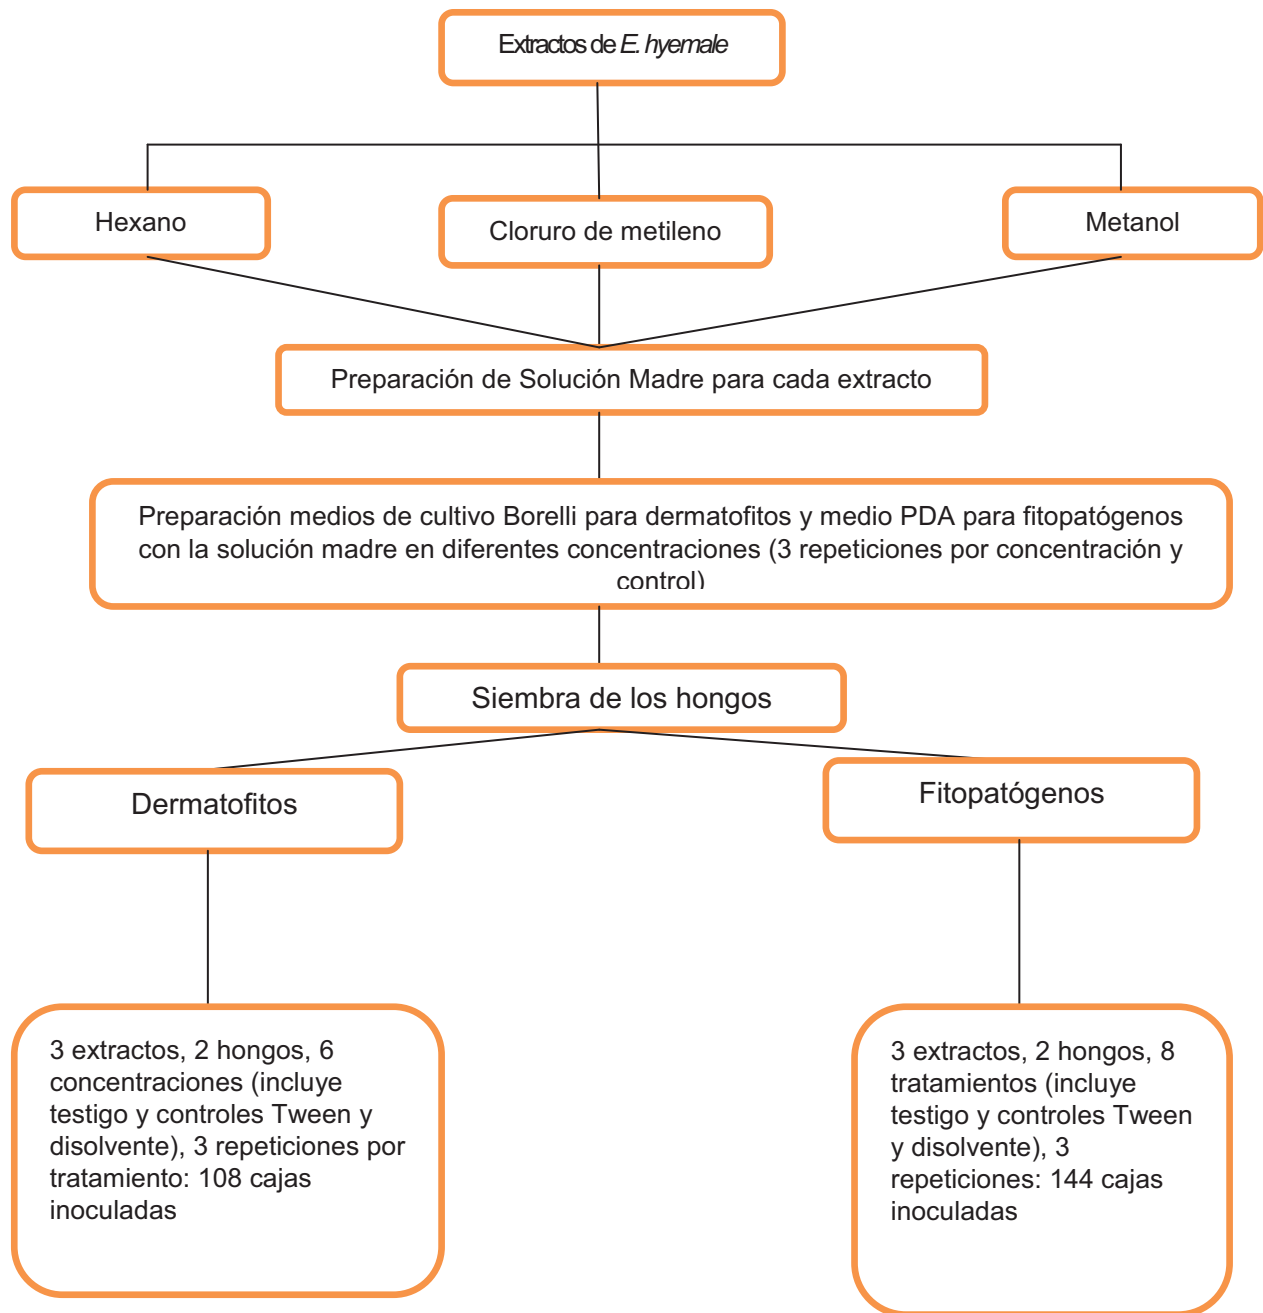 Extractos de E. hyemale
Hexano
Cloruro de metileno
Metanol
Preparación de Solución Madre para cada extracto
Preparación medios de cultivo Borelli para dermatofitos y medio PDA para fitopatógenos
con la solución madre en diferentes concentraciones (3 repeticiones por concentración y
control)
Siembra de los hongos
Dermatofitos
Fitopatógenos
3 extractos, 2 hongos, 6
concentraciones (incluye
testigo y controles Tween y
disolvente), 3 repeticiones por
tratamiento: 108 cajas
inoculadas
3 extractos, 2 hongos, 8
tratamientos (incluye
testigo y controles Tween
y disolvente), 3
repeticiones: 144 cajas
inoculadas